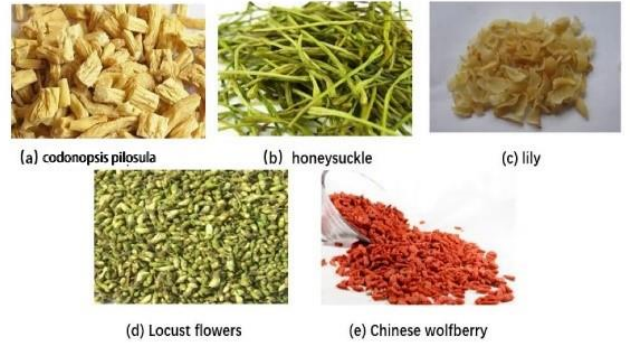 (a) codonopsis pilosula
(b) honeysuckle
(c) lily
(d) Locust flowers
(e) Chinese wolfberry